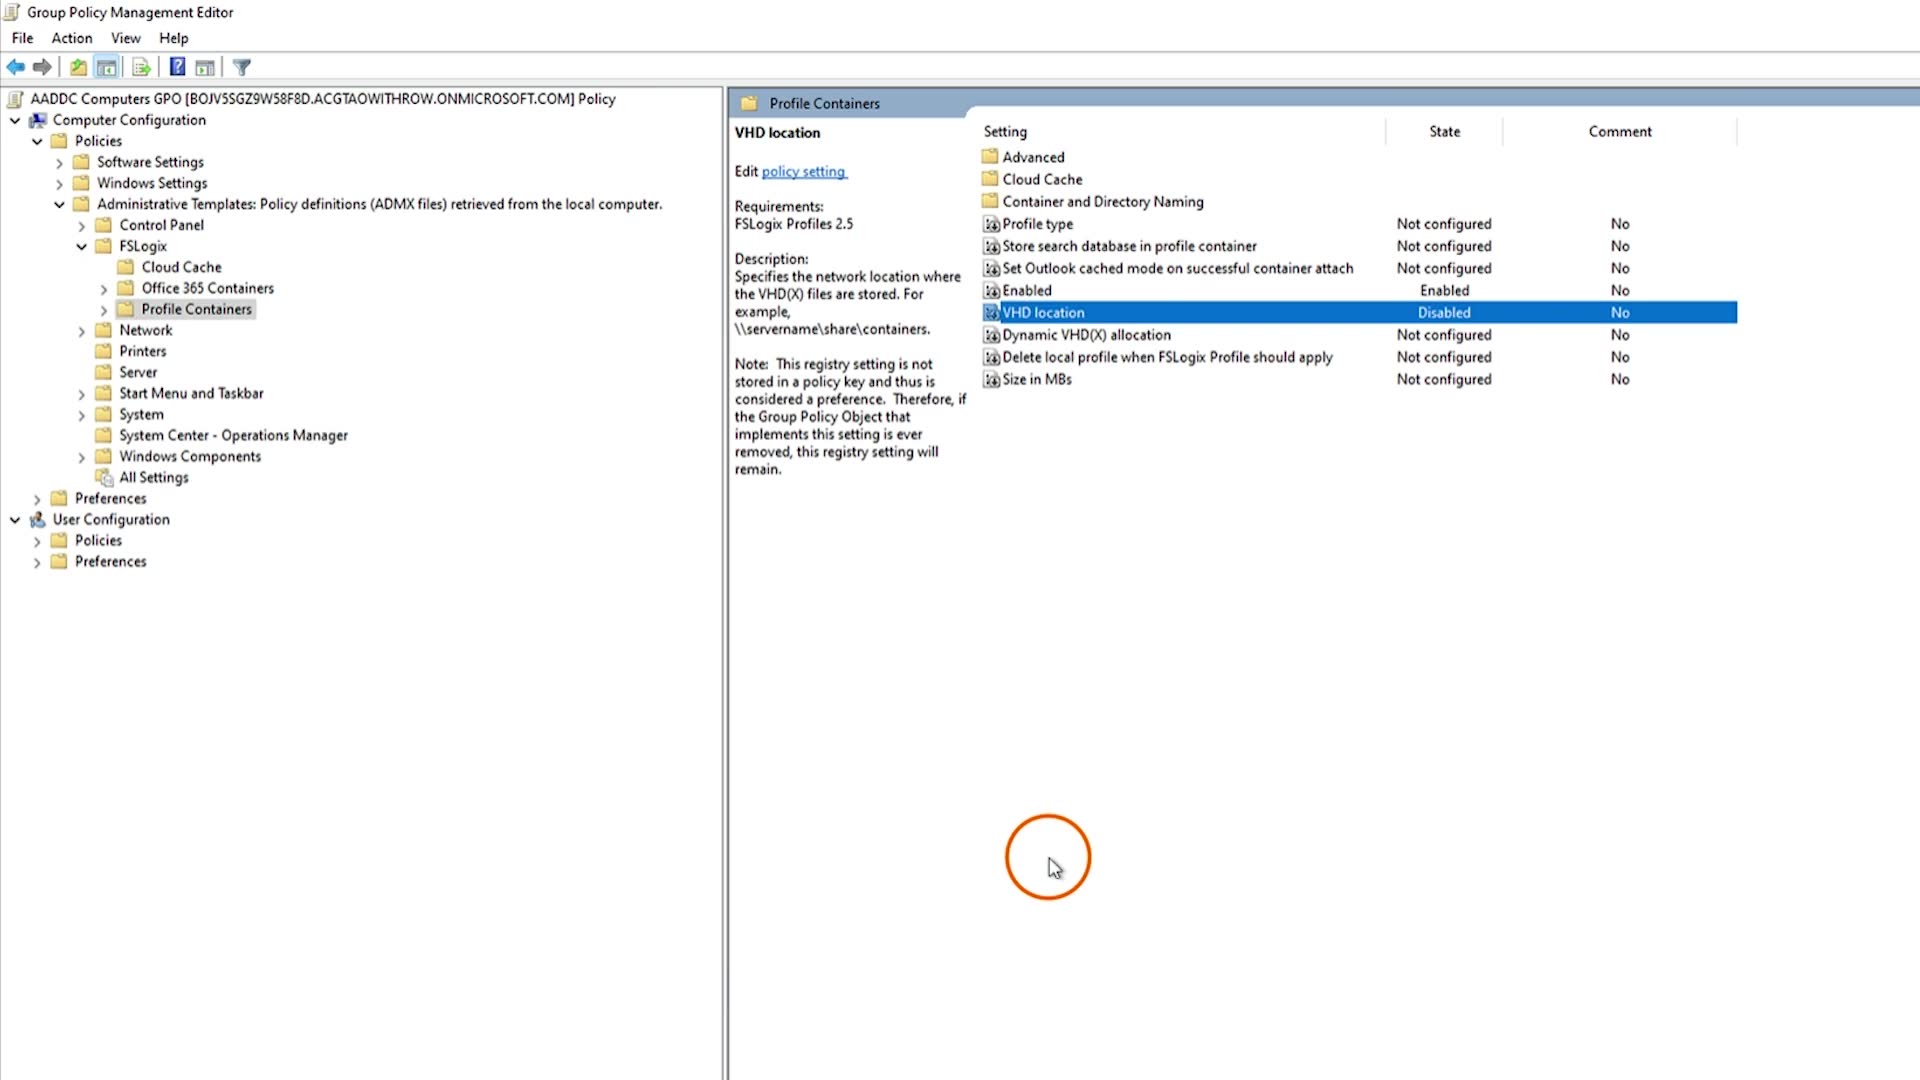 Group Policy Management Editor
File Action View Help
AADDC Computers GPO [BOJV5SGZ9W58F8D.ACGTAOWITHROW.ONMICROSOFT.COM] Policy
Computer Configuration
Policies
Software Settings
Windows Settings
Administrative Templates: Policy definitions (ADMX files) retrieved from the local computer.
Control Panel
FSLogix
Cloud Cache
Office 365 Containers
Profile Containers
Network
Printers
Server
Start Menu and Taskbar
System
System Center - Operations Manager
Windows Components
All Settings
Preferences
User Configuration
Policies
Preferences
Profile Containers
VHD location
Edit policy setting
Requirements:
FSLogix Profiles 2.5
Description:
Specifies the network location where
the VHD(X) files are stored. For
example,
\\servername\share\containers.
Note: This registry setting is not
stored in a policy key and thus is
considered a preference. Therefore, if
the Group Policy Object that
implements this setting is ever
removed, this registry setting will
remain.
Setting State Comment
Advanced
Cloud Cache
Container and Directory Naming
Profile type Not configured No
Store search database in profile container Not configured No
Set Outlook cached mode on successful container attach Not configured No
Enabled Enabled No
VHD location Disabled No
Dynamic VHD(X) allocation Not configured No
Delete local profile when FSLogix Profile should apply Not configured No
Size in MBs Not configured No